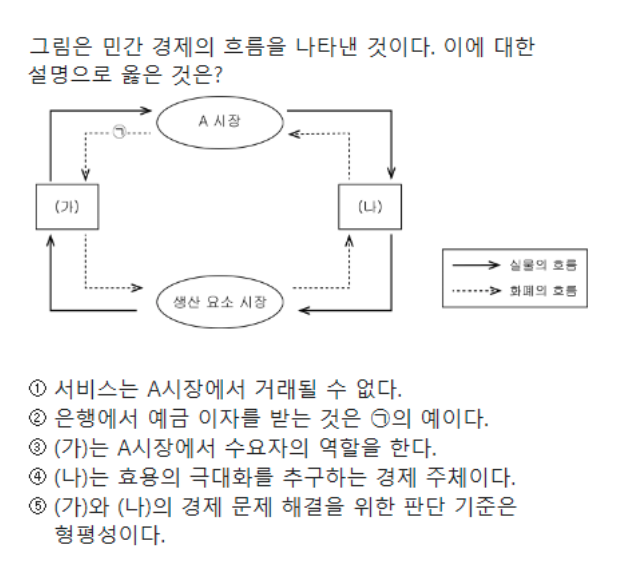 그림은 민간 경제의 흐름을 나타낸 것이다. 이에 대한
설명으로 옳은 것은?
A 시장
㉠
(가)
(나)
생산 요소 시장
실물의 흐름
화폐의 흐름
① 서비스는 A시장에서 거래될 수 없다.
② 은행에서 예금 이자를 받는 것은 ㉠의 예이다.
③ (가)는 A시장에서 수요자의 역할을 한다.
④ (나)는 효용의 극대화를 추구하는 경제 주체이다.
⑤ (가)와 (나)의 경제 문제 해결을 위한 판단 기준은
형평성이다.